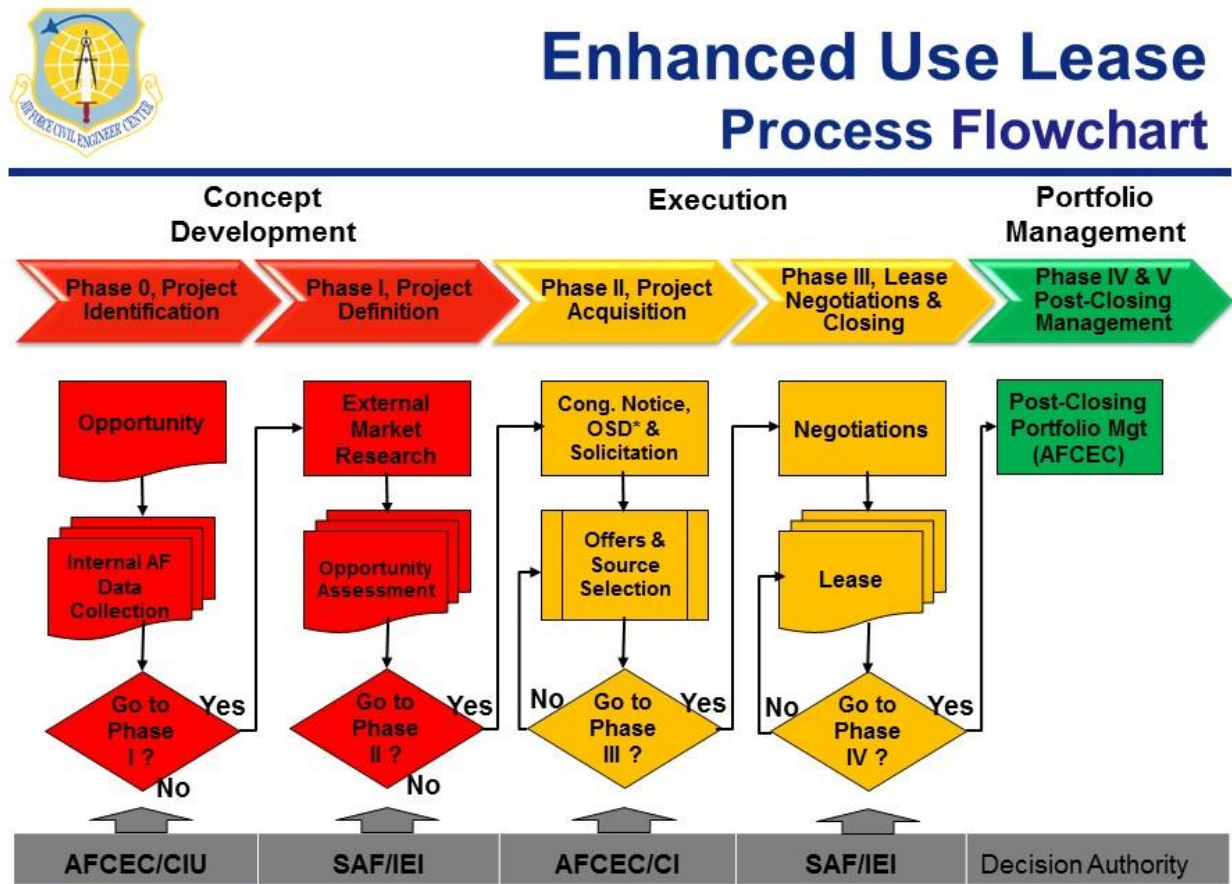 AIR FORCE CIVIL ENGINEER CENTER
Enhanced Use Lease
Process Flowchart
Concept
Development
Execution
Portfolio
Management
Phase 0, Project
Identification
Phase I, Project
Definition
Phase II, Project
Acquisition
Phase III, Lease
Negotiations &
Closing
Phase IV & V
Post-Closing
Management
Opportunity
Internal AF
Data
Collection
Go to
Phase
I ?
Yes
No
External
Market
Research
Opportunity
Assessment
Go to
Phase
II ?
Yes
No
Cong. Notice,
OSD* &
Solicitation
Offers &
Source
Selection
No
Go to
Phase
III ?
Yes
Negotiations
Lease
No
Go to
Phase
IV ?
Yes
Post-Closing
Portfolio Mgt
(AFCEC)
AFCEC/CIU
SAF/IEI
AFCEC/CI
SAF/IEI
Decision Authority